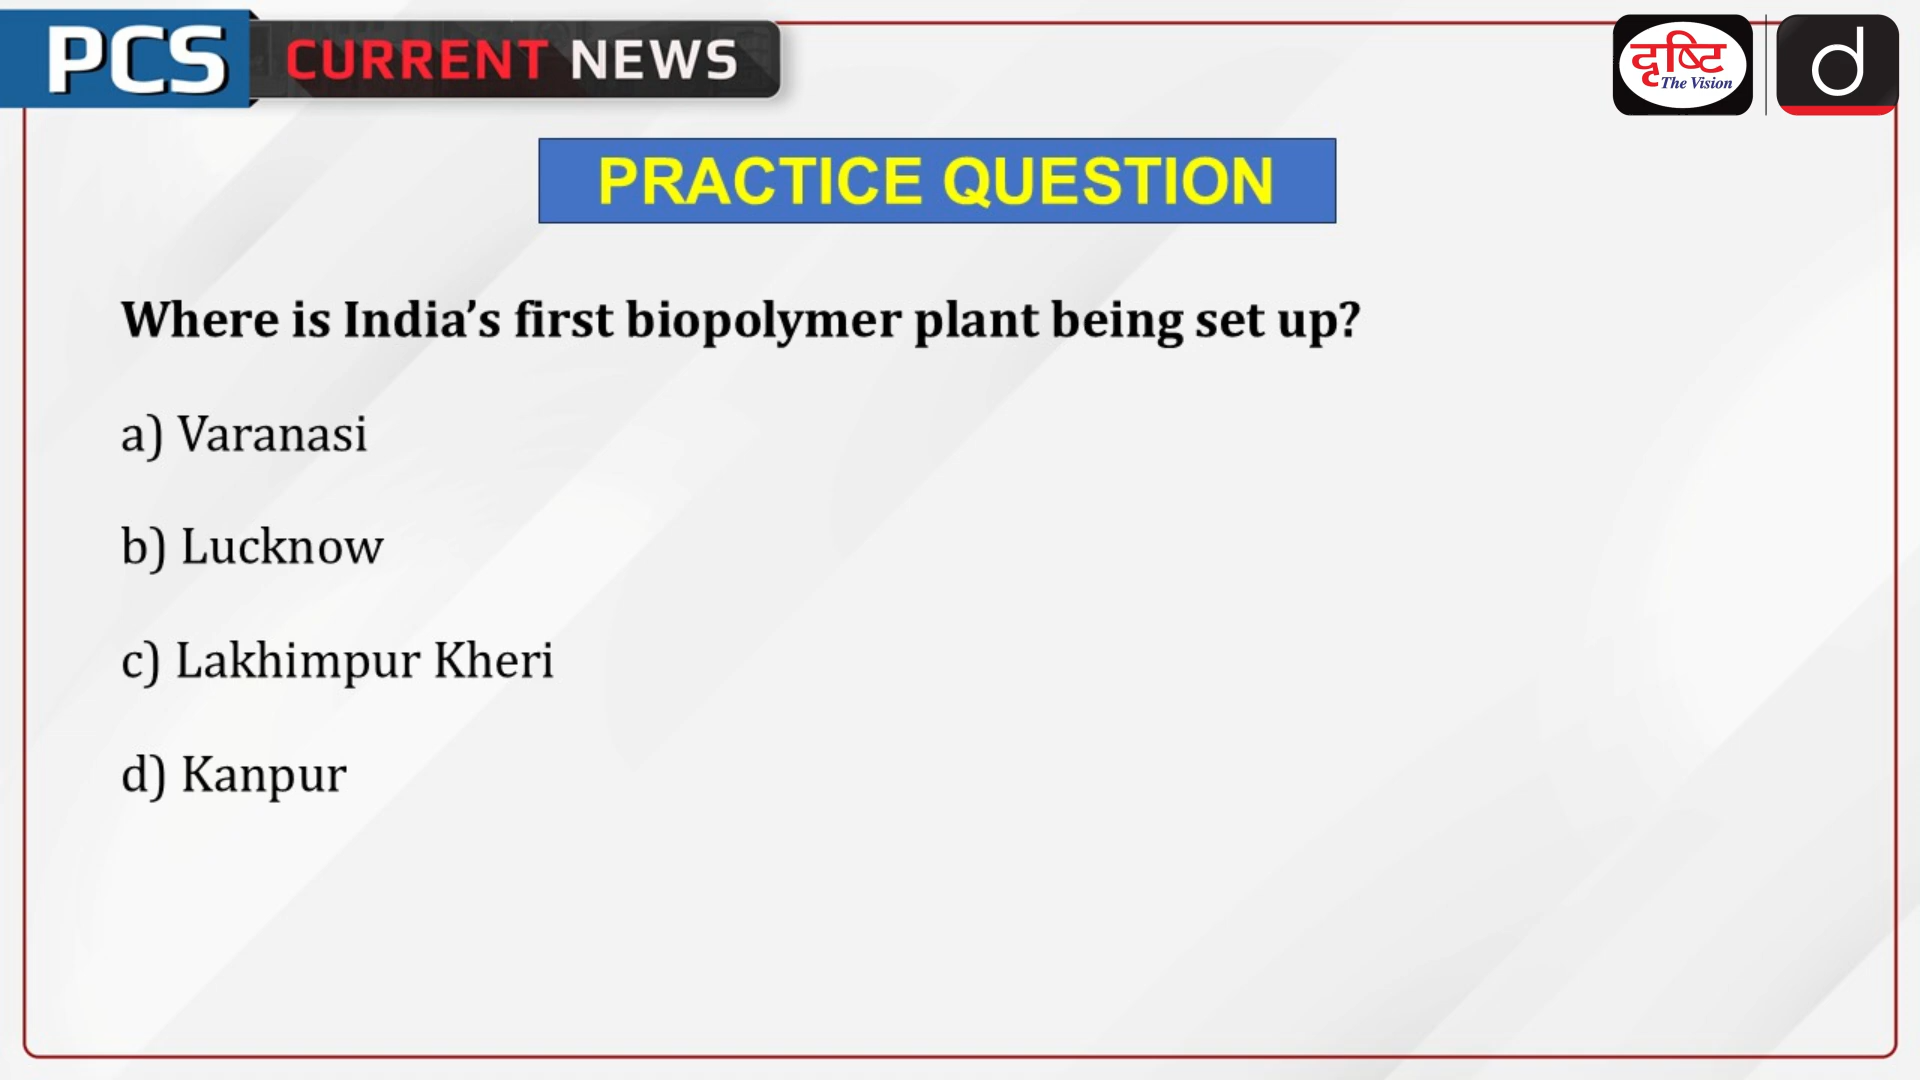 PCS CURRENT NEWS
दृष्टि
The Vision
d
PRACTICE QUESTION
Where is India’s first biopolymer plant being set up?
a) Varanasi
b) Lucknow
c) Lakhimpur Kheri
d) Kanpur